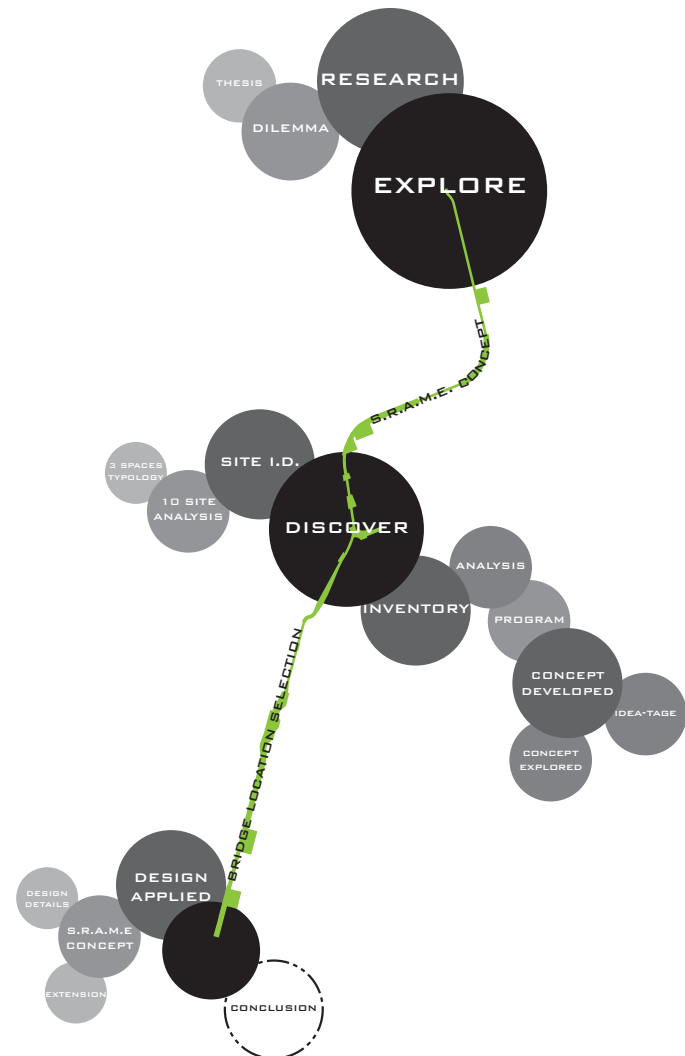 THESIS
RESEARCH
DILEMMA
EXPLORE
S.R.A.M.E. CONCEPT
SITE I.D.
3 SPACES
TYPOLOGY
10 SITE
ANALYSIS
DISCOVER
ANALYSIS
INVENTORY
PROGRAM
CONCEPT
DEVELOPED
IDEA-TAGE
CONCEPT
EXPLORED
BRIDGE LOCATION SELECTION
DESIGN
APPLIED
DESIGN
DETAILS
S.R.A.M.E
CONCEPT
EXTENSION
CONCLUSION